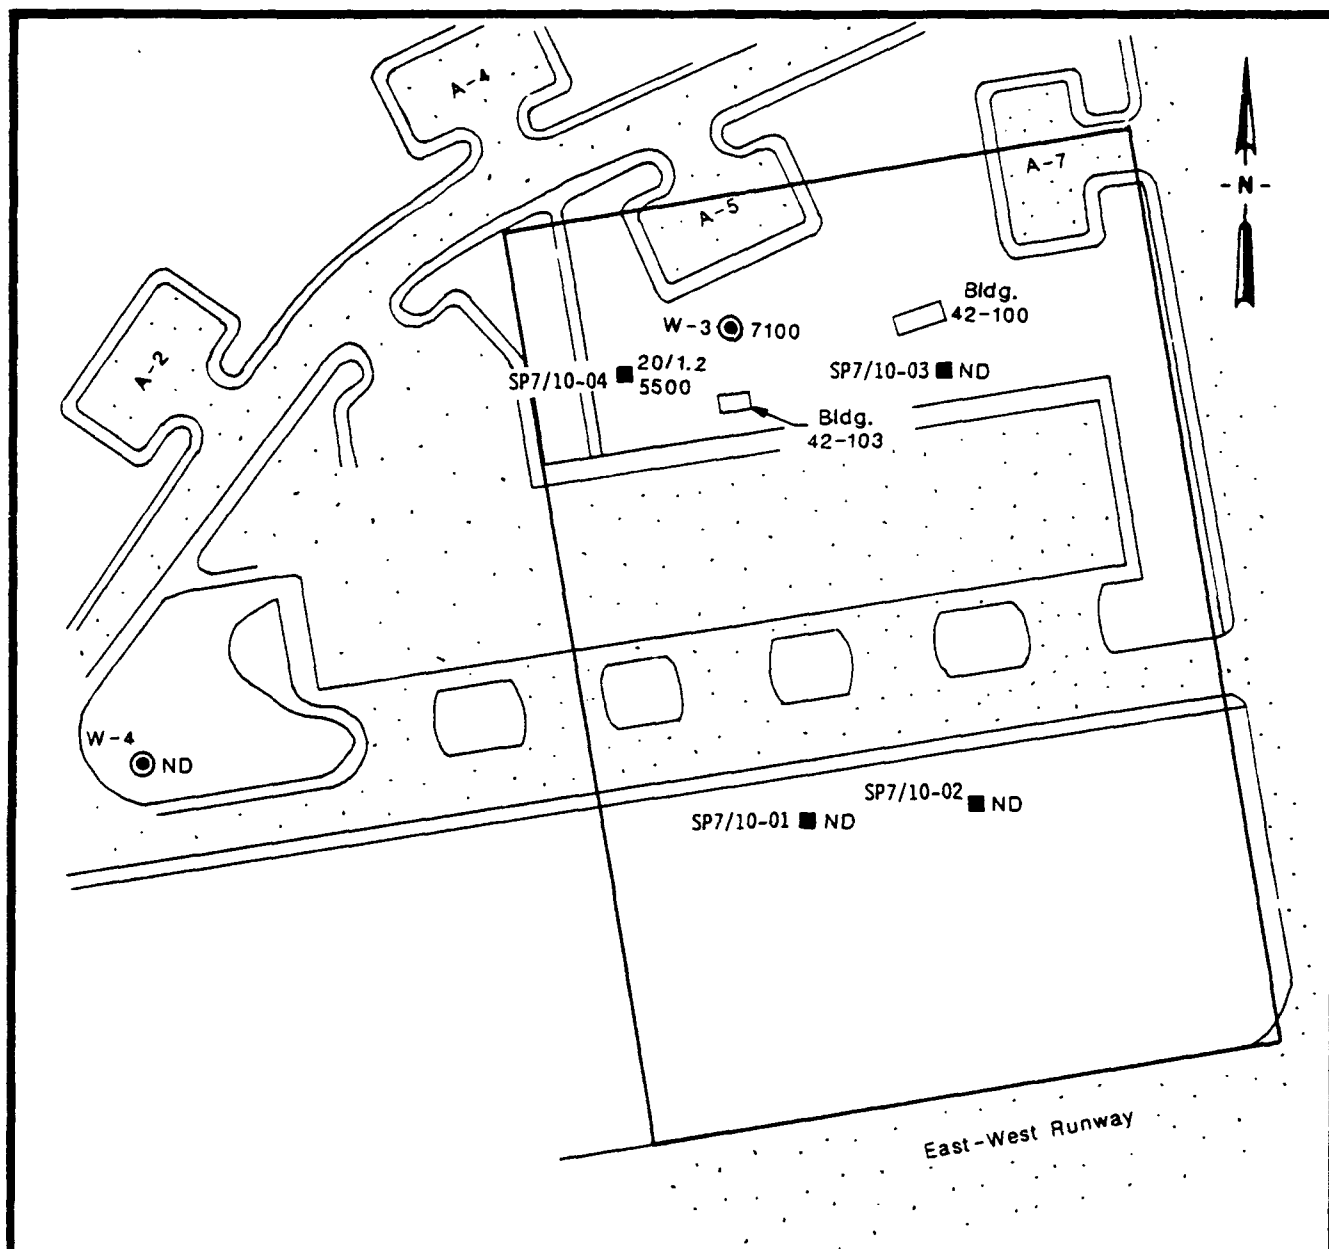 A-4
A-7
- N -
A-5
Bldg.
42-100
W-3 7100
A-2
SP7/10-04 20/1.2
5500
SP7/10-03 ND
Bldg.
42-103
W-4
ND
SP7/10-02 ND
SP7/10-01 ND
East-West Runway